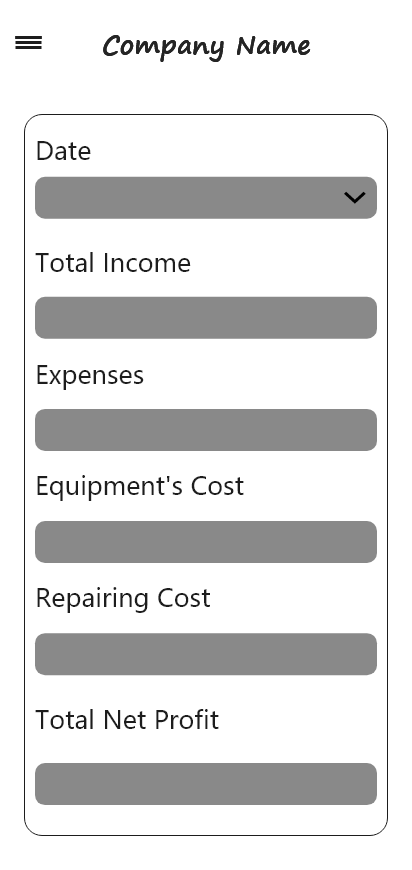 Company Name
Date
Total Income
Expenses
Equipment's Cost
Repairing Cost
Total Net Profit